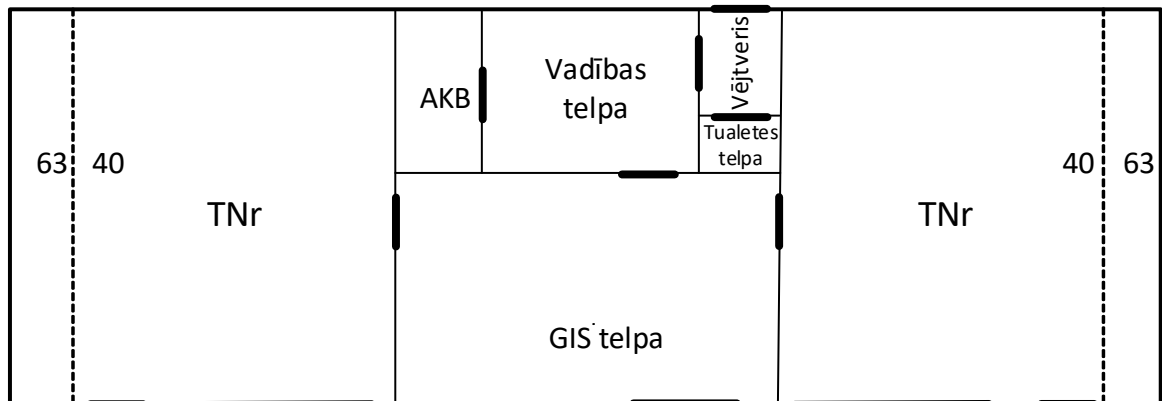 AKB
Vadības
telpa
Vējtveris
Tualetes
telpa
63
40
40
63
TNr
TNr
GIS telpa